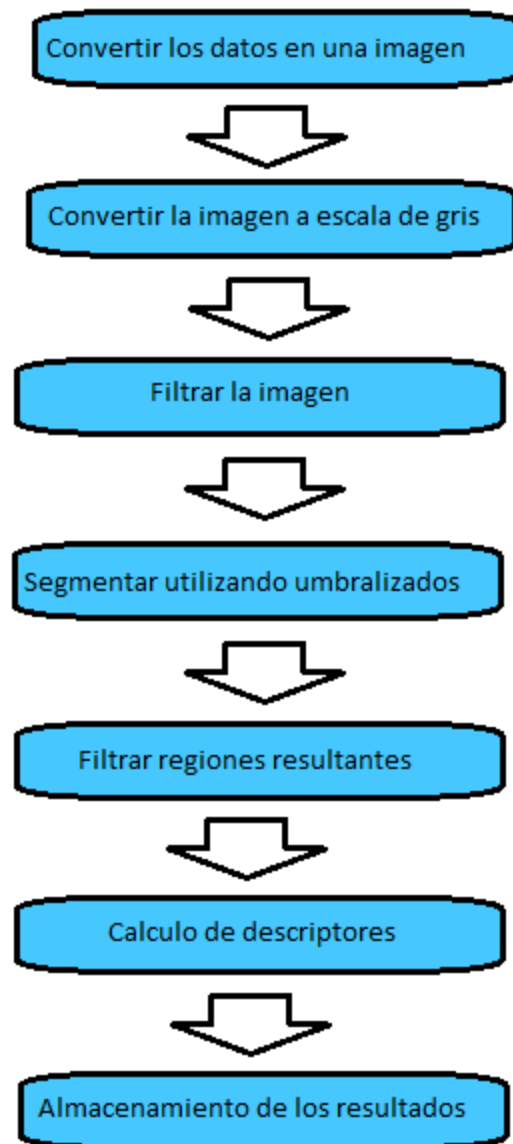 Convertir los datos en una imagen
Convertir la imagen a escala de gris
Filtrar la imagen
Segmentar utilizando umbralizados
Filtrar regiones resultantes
Calculo de descriptores
Almacenamiento de los resultados